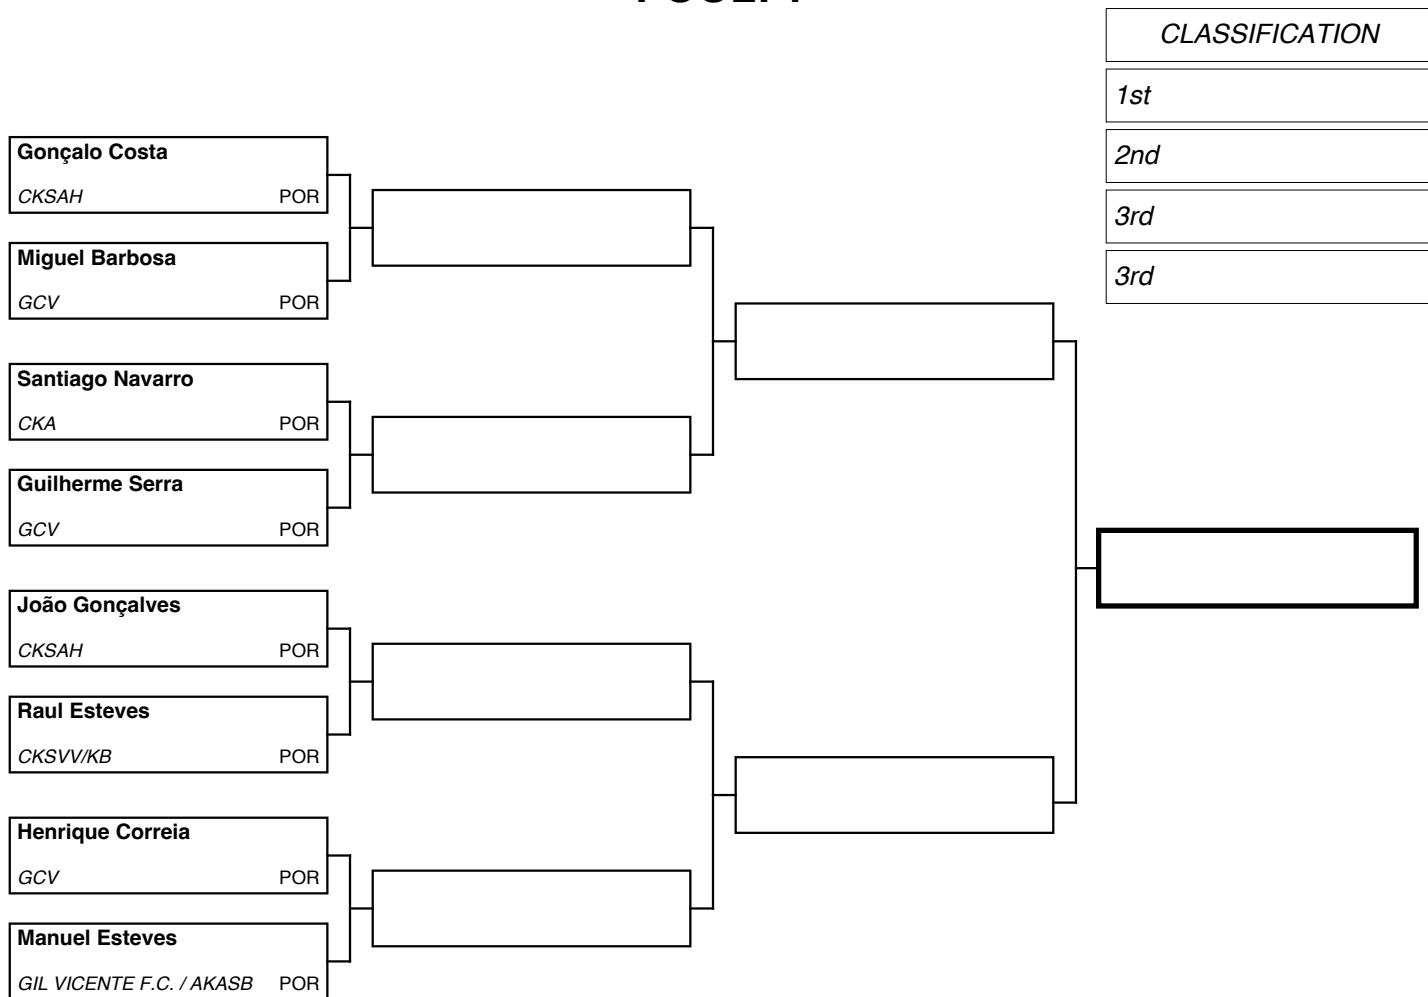 CLASSIFICATION
1st
2nd
3rd
3rd
Gonçalo Costa
CKSAH POR
Miguel Barbosa
GCV POR
Santiago Navarro
CKA POR
Guilherme Serra
GCV POR
João Gonçalves
CKSAH POR
Raul Esteves
CKSVV/KB POR
Henrique Correia
GCV POR
Manuel Esteves
GIL VICENTE F.C. / AKASB POR